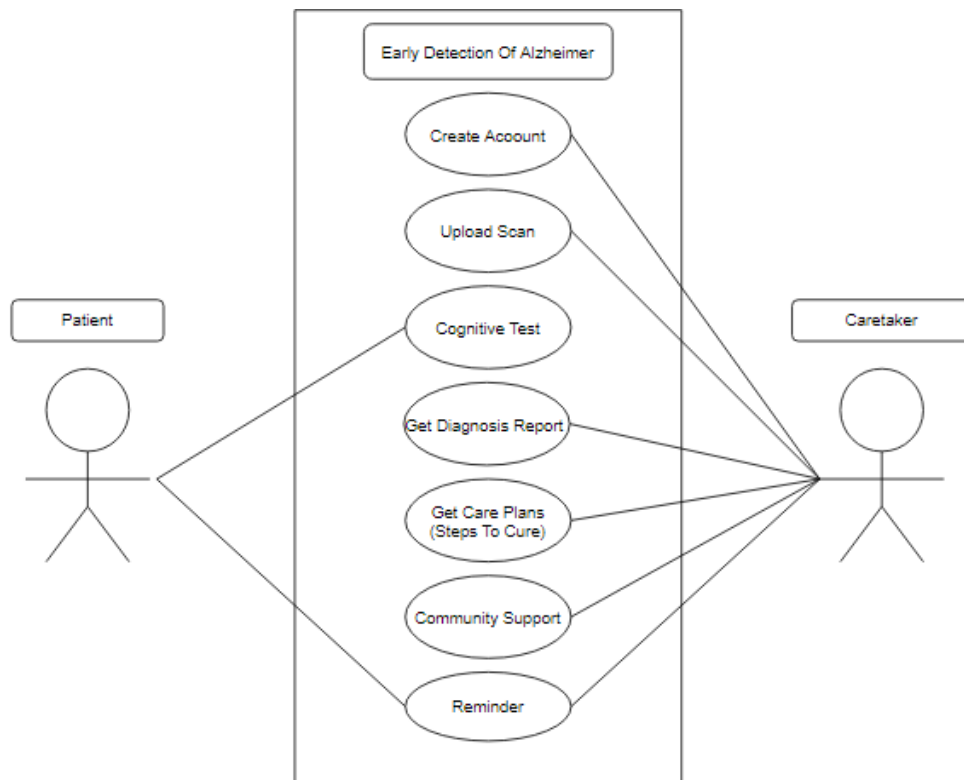 Early Detection Of Alzheimer
Create Acoount
Upload Scan
Patient
Cognitive Test
Caretaker
Get Diagnosis Report
Get Care Plans
(Steps To Cure)
Community Support
Reminder